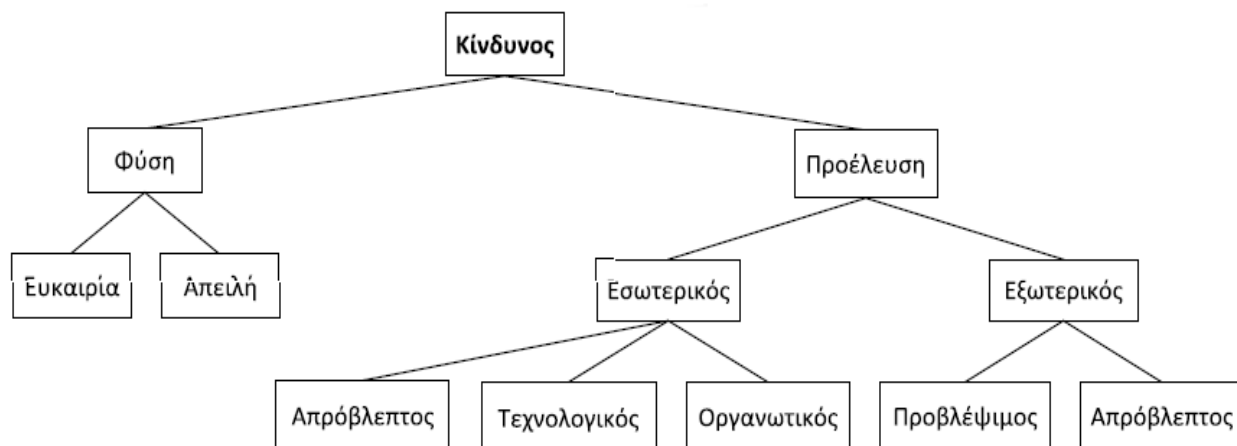 Κίνδυνος
Φύση
Προέλευση
Ευκαιρία
Απειλή
Εσωτερικός
Εξωτερικός
Απρόβλεπτος
Τεχνολογικός
Οργανωτικός
Προβλέψιμος
Απρόβλεπτος